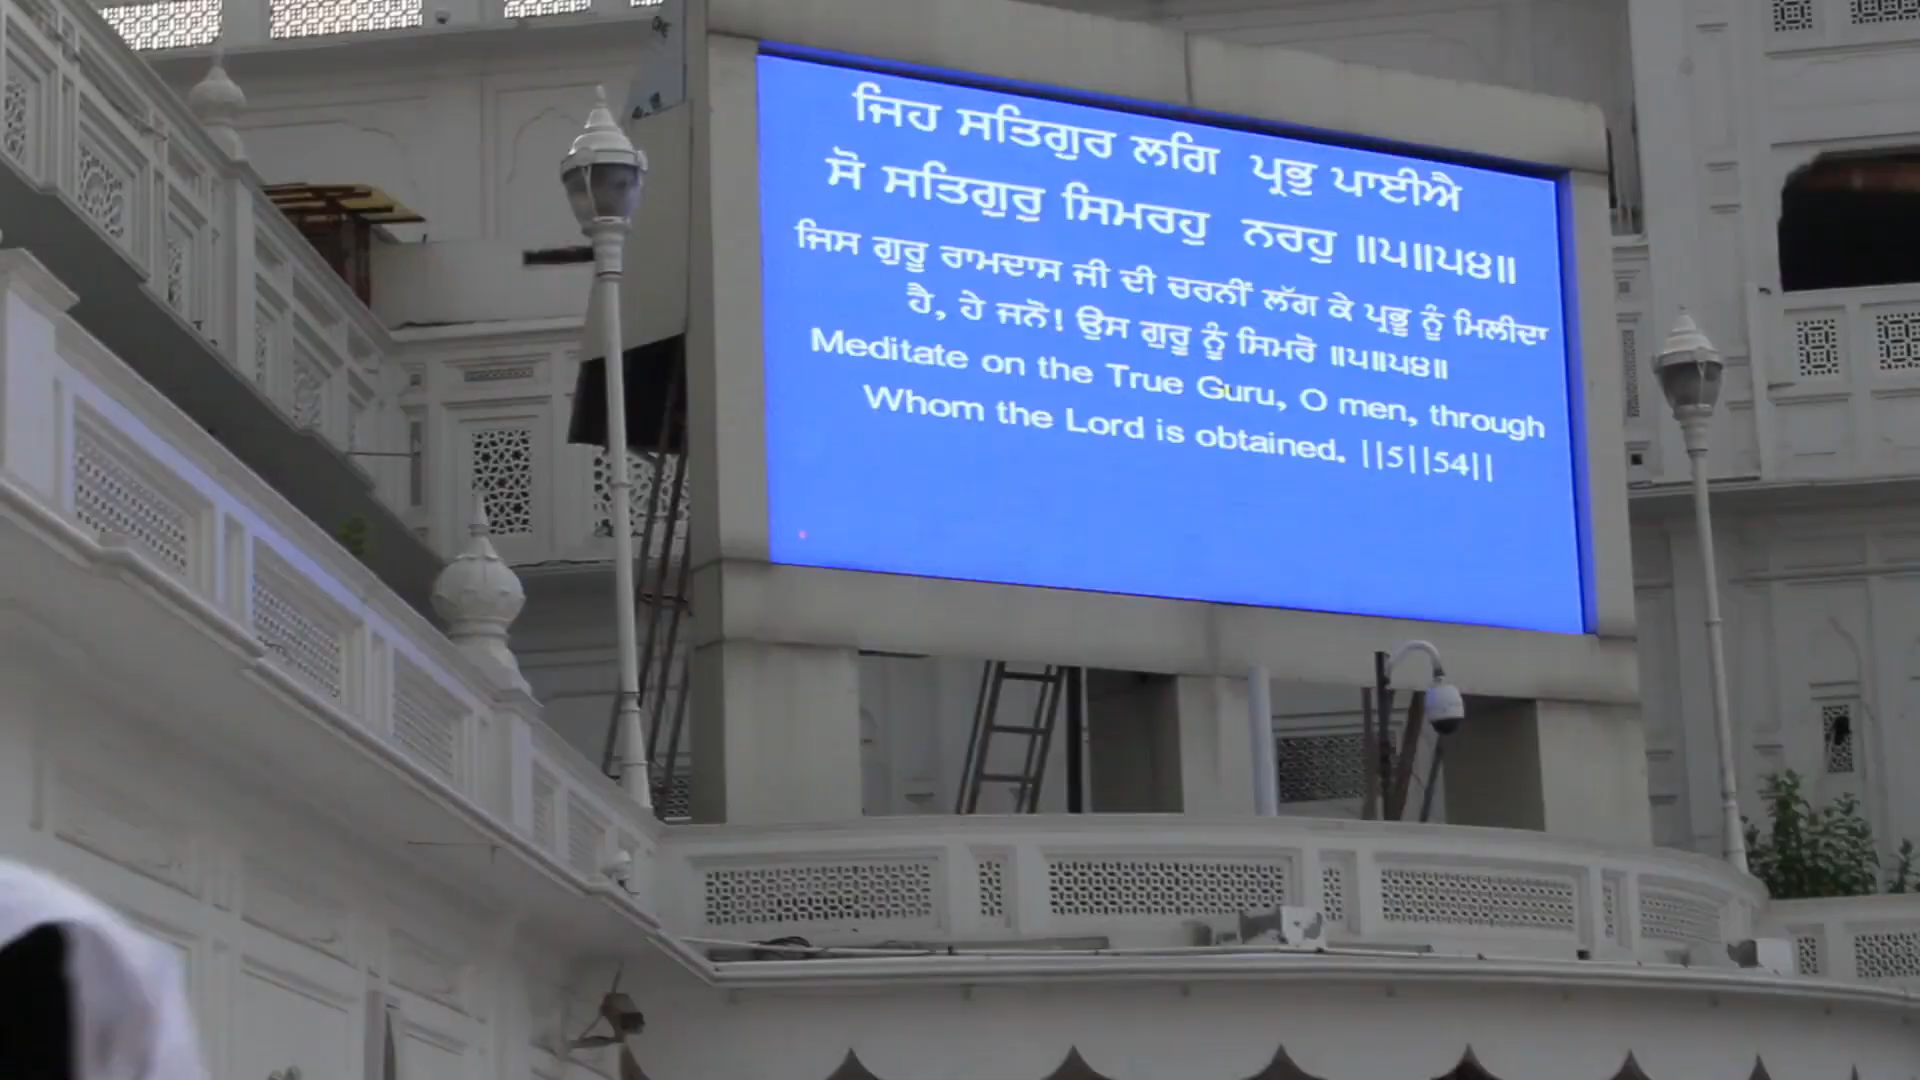 ਜਿਹ ਸਤਿਗੁਰ ਲਗਿ ਪ੍ਰਭੁ ਪਾਈਐ
ਸੋ ਸਤਿਗੁਰੁ ਸਿਮਰਹੁ ਨਰਹੁ ॥੫॥੫੪॥
ਜਿਸ ਗੁਰੂ ਰਾਮਦਾਸ ਜੀ ਦੀ ਚਰਨੀਂ ਲੱਗ ਕੇ ਪ੍ਰਭੂ ਨੂੰ ਮਿਲੀਦਾ
ਹੈ, ਹੇ ਜਨੋ! ਉਸ ਗੁਰੂ ਨੂੰ ਸਿਮਰੋ ॥੫॥੫੪॥
Meditate on the True Guru, O men, through
Whom the Lord is obtained. ||5||54||